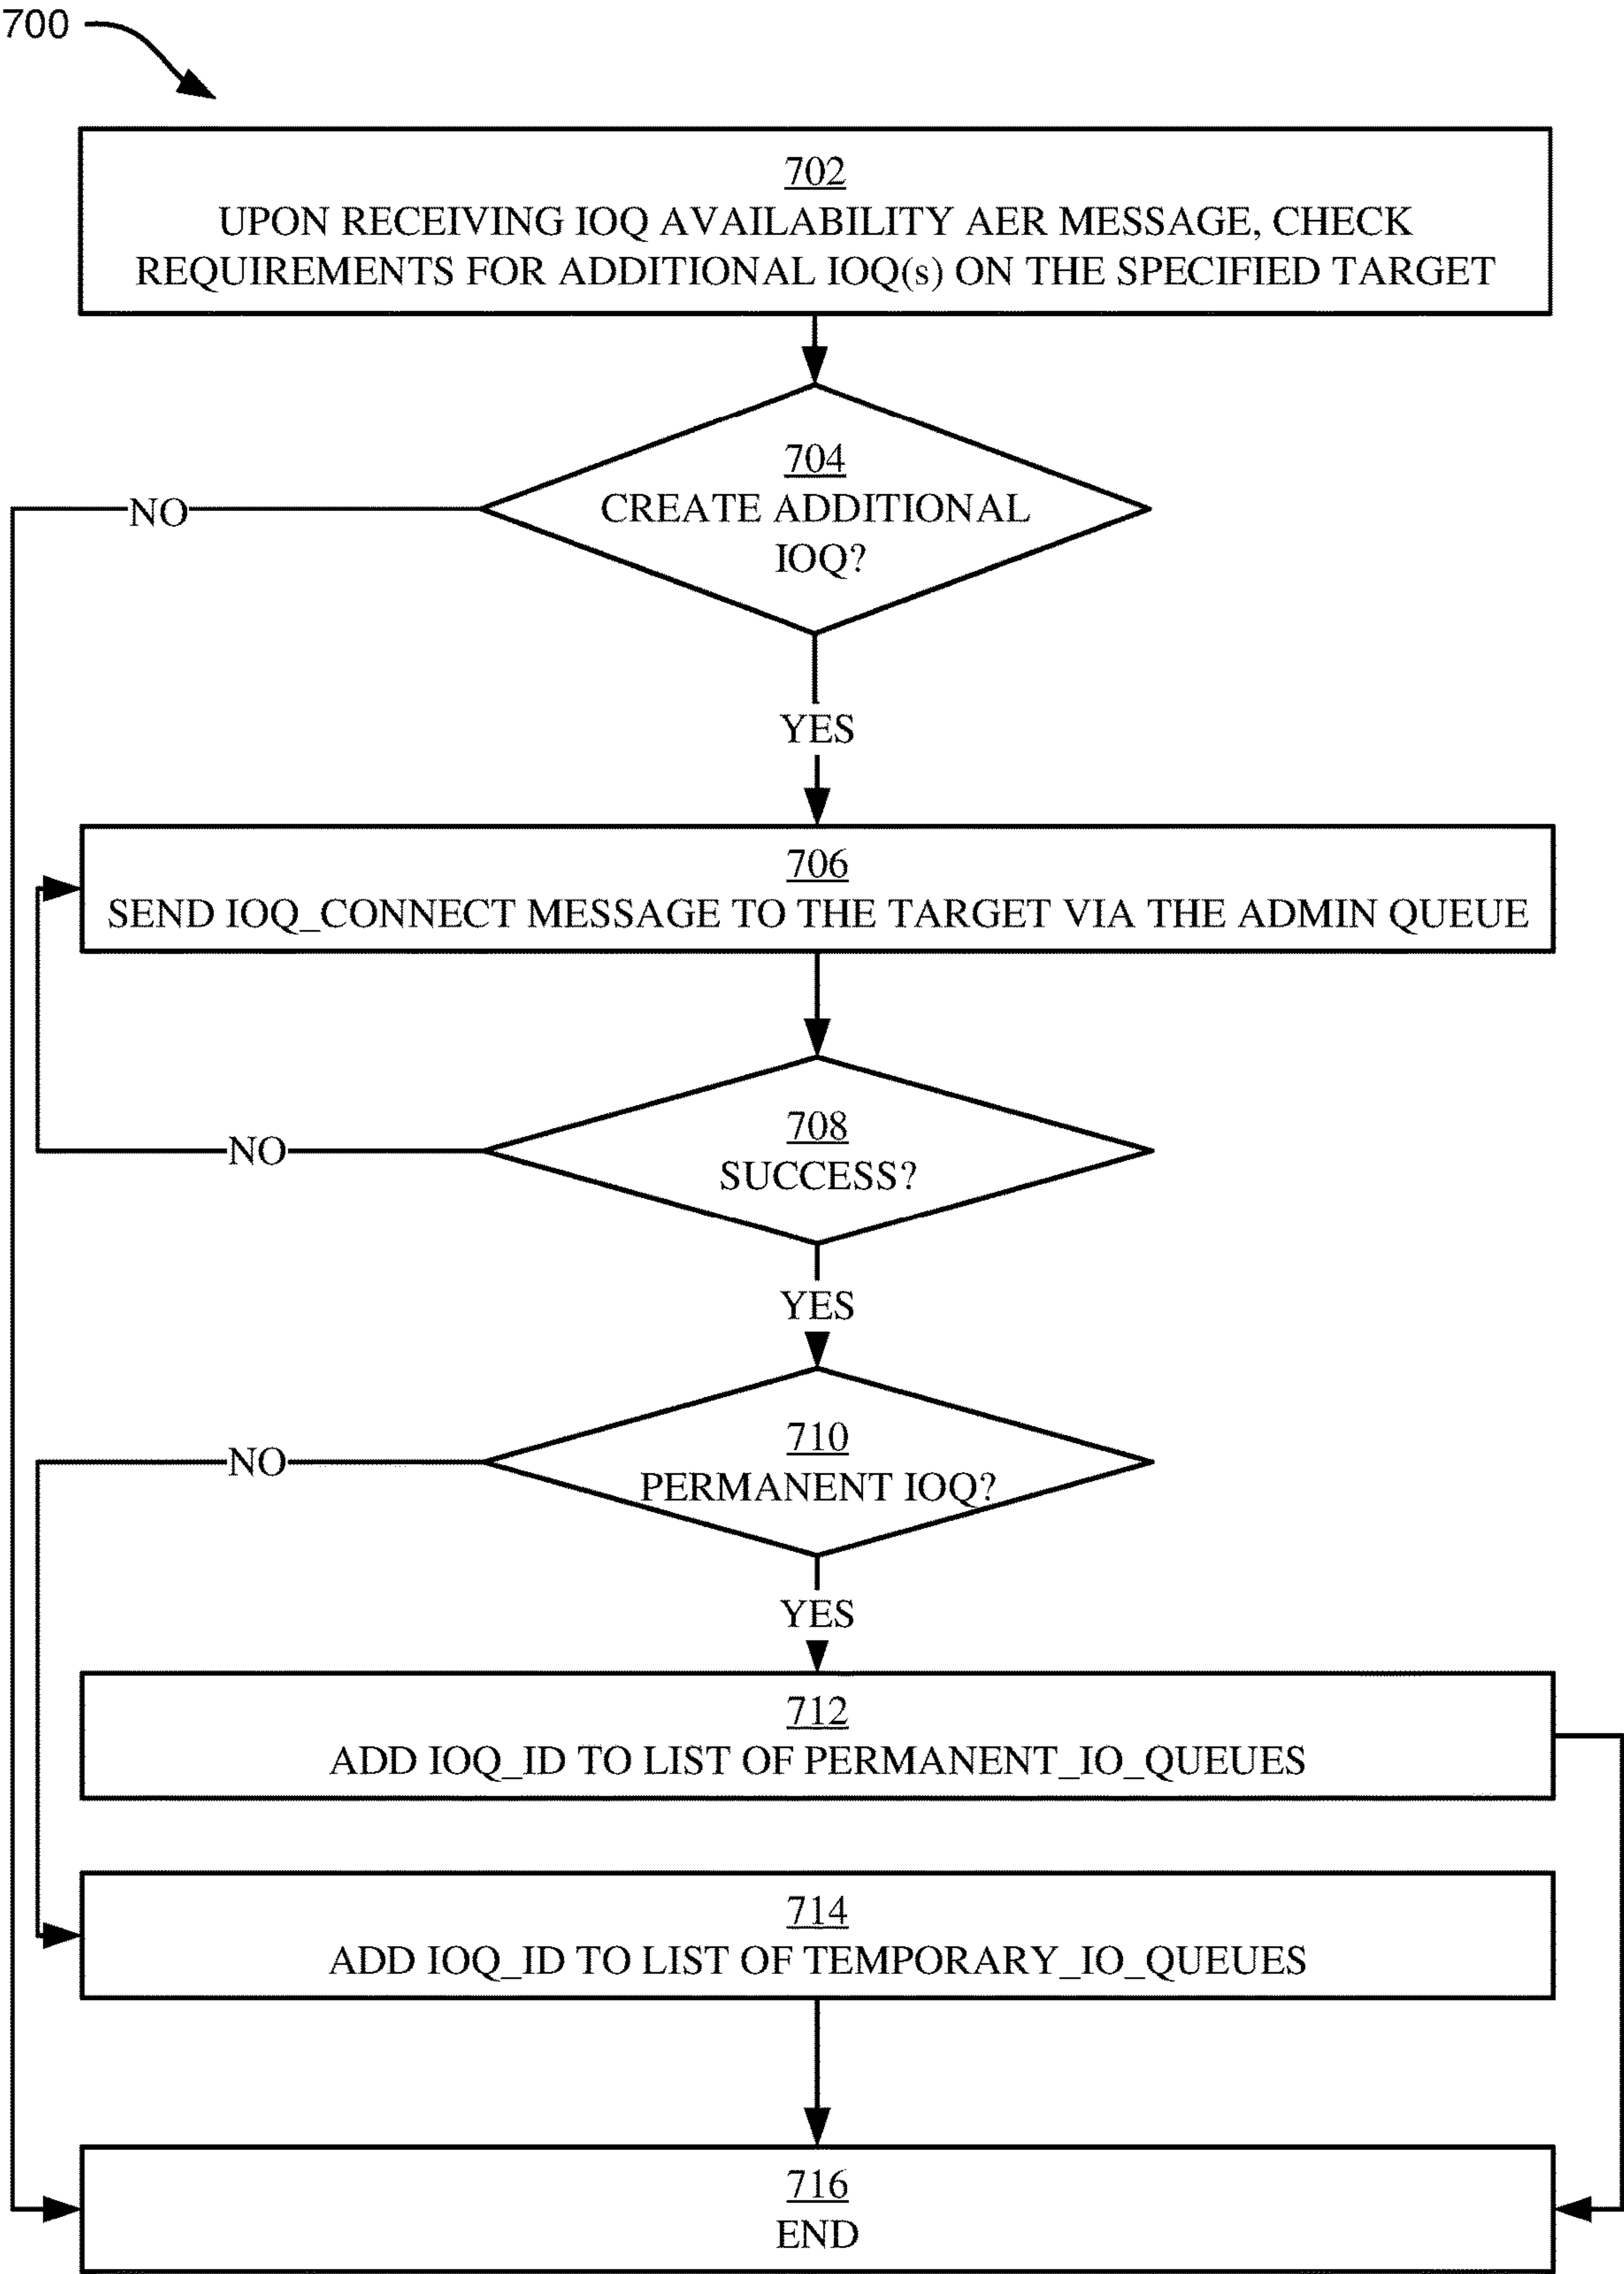 700
702
UPON RECEIVING IOQ AVAILABILITY AER MESSAGE, CHECK
REQUIREMENTS FOR ADDITIONAL IOQ(s) ON THE SPECIFIED TARGET
704
CREATE ADDITIONAL
IOQ?
NO
YES
706
SEND IOQ_CONNECT MESSAGE TO THE TARGET VIA THE ADMIN QUEUE
708
SUCCESS?
NO
YES
710
PERMANENT IOQ?
NO
YES
712
ADD IOQ_ID TO LIST OF PERMANENT_IO_QUEUES
714
ADD IOQ_ID TO LIST OF TEMPORARY_IO_QUEUES
716
END